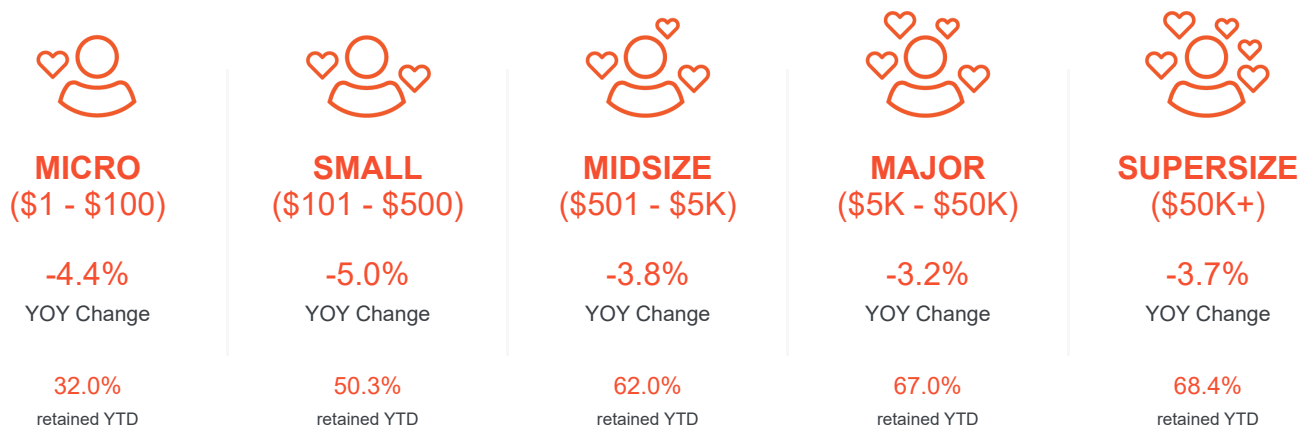 MICRO
($1 - $100)
-4.4%
YOY Change
32.0%
retained YTD
SMALL
($101 - $500)
-5.0%
YOY Change
50.3%
retained YTD
MIDSIZE
($501 - $5K)
-3.8%
YOY Change
62.0%
retained YTD
MAJOR
($5K - $50K)
-3.2%
YOY Change
67.0%
retained YTD
SUPERSIZE
($50K+)
-3.7%
YOY Change
68.4%
retained YTD